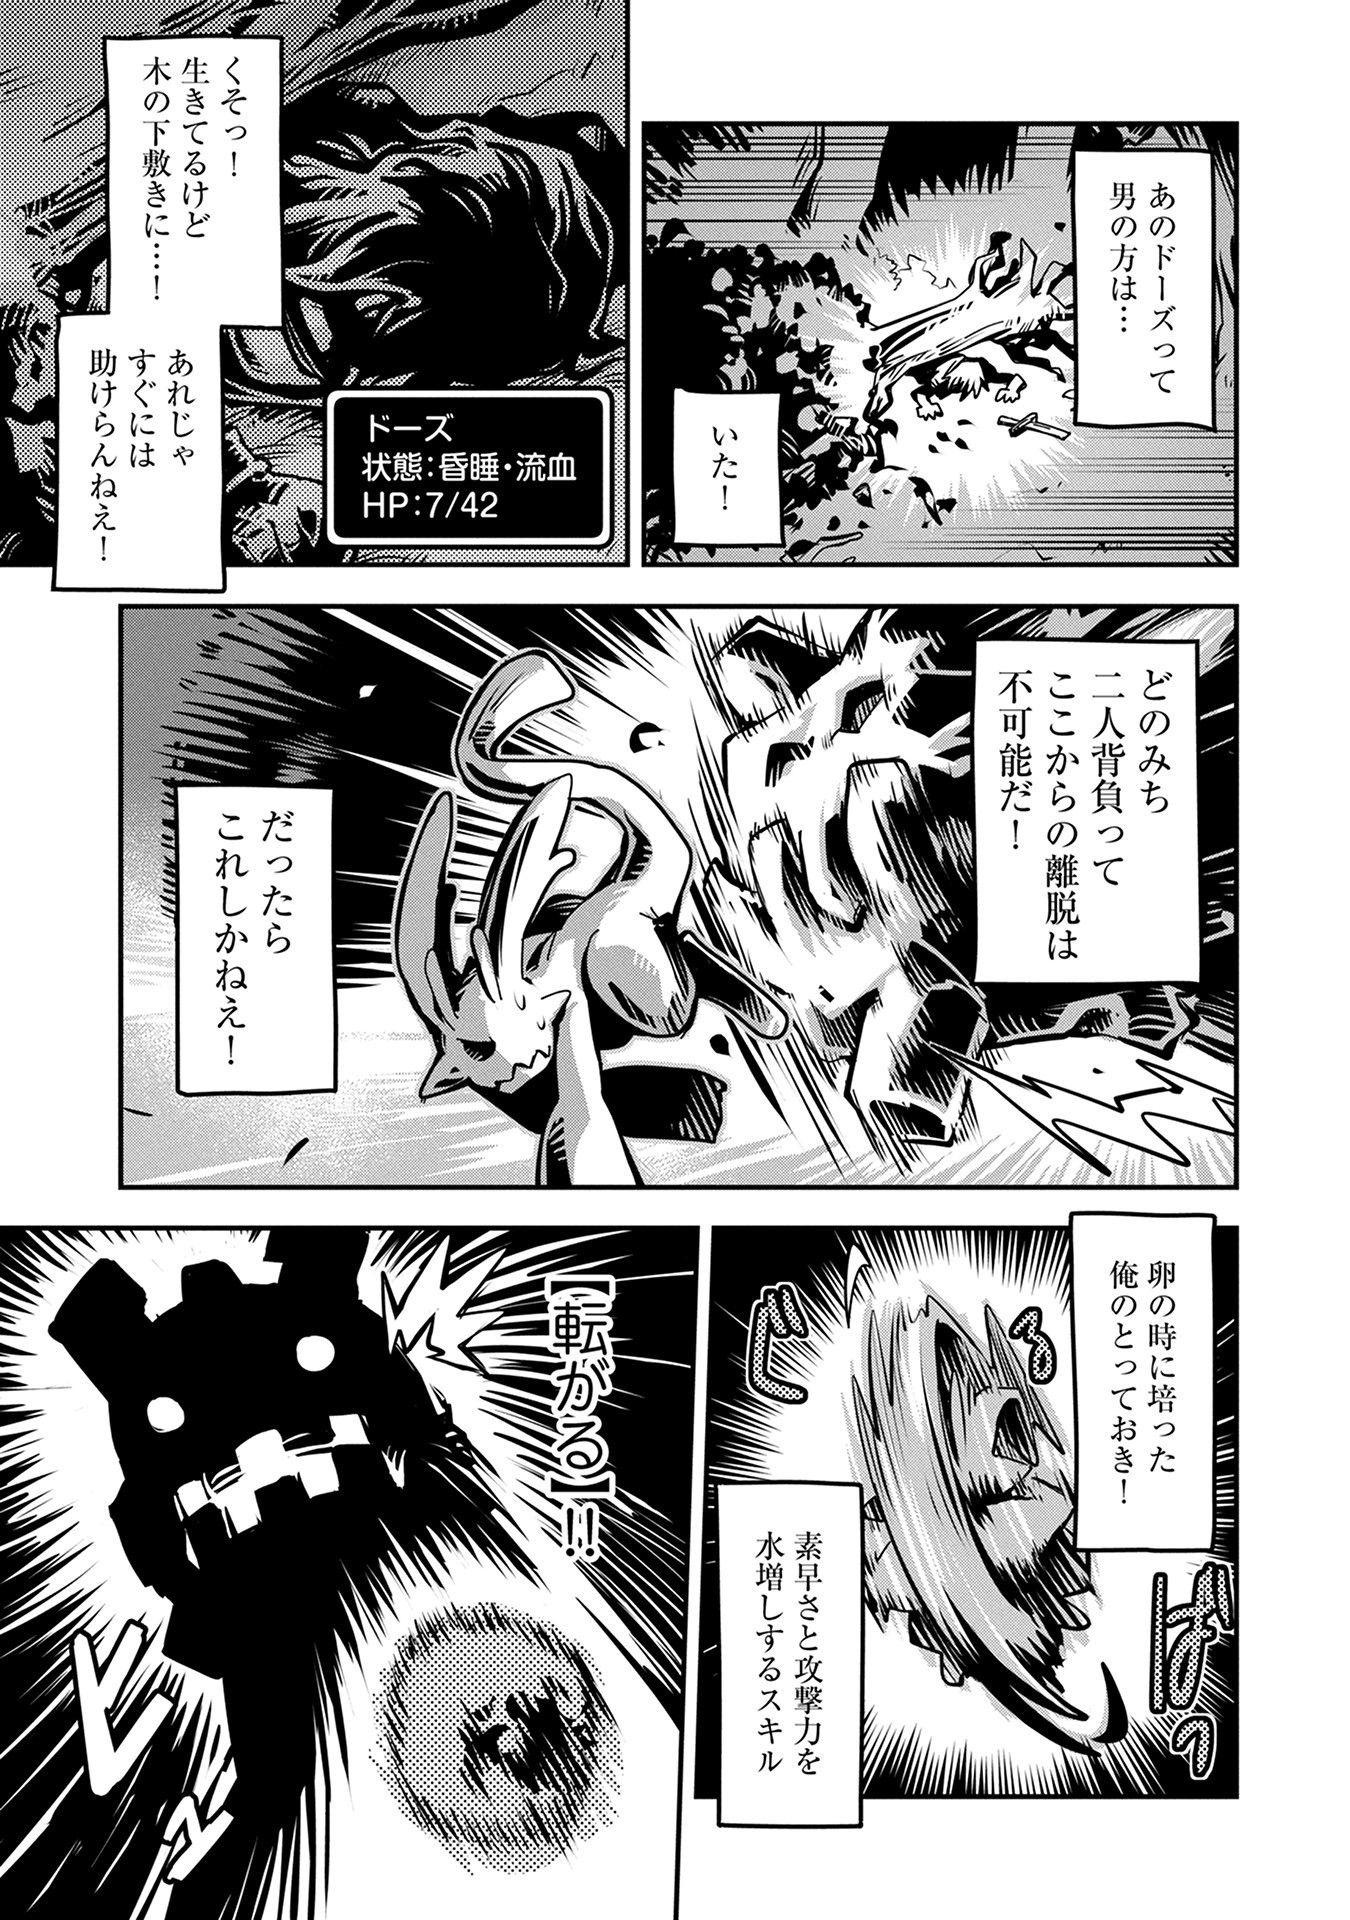 あのドーズって
男の方は…
いた！
くそっ！
生きてるけど
木の下敷きに…！
あれじゃ
すぐには
助けらんねえ！
ドーズ
状態：昏睡・流血
HP：7/42
どのみち
二人背負って
ここからの離脱は
不可能だ！
だったら
これしかねえ！
卵の時に培った
俺のとっておき！
ぐるん
ばっ
素早さと攻撃力を
水増しするスキル
【転がる】!!